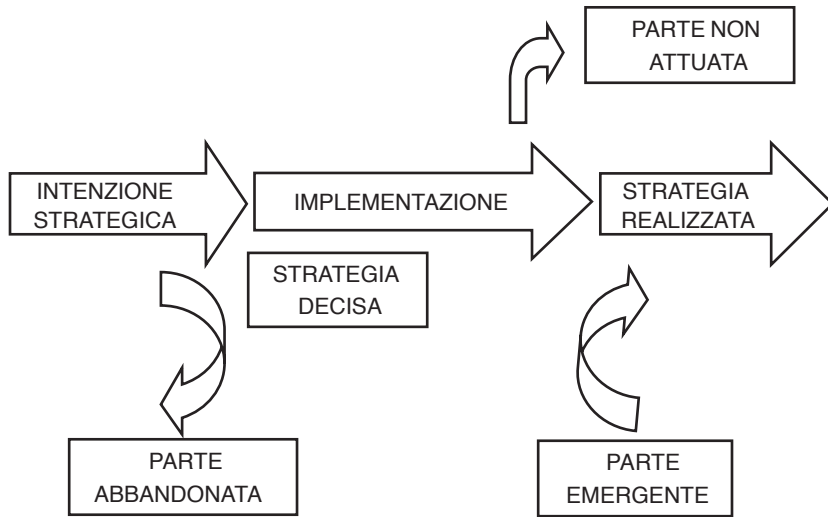 PARTE NON
ATTUATA
INTENZIONE
STRATEGICA
IMPLEMENTAZIONE
STRATEGIA
REALIZZATA
STRATEGIA
DECISA
PARTE
ABBANDONATA
PARTE
EMERGENTE